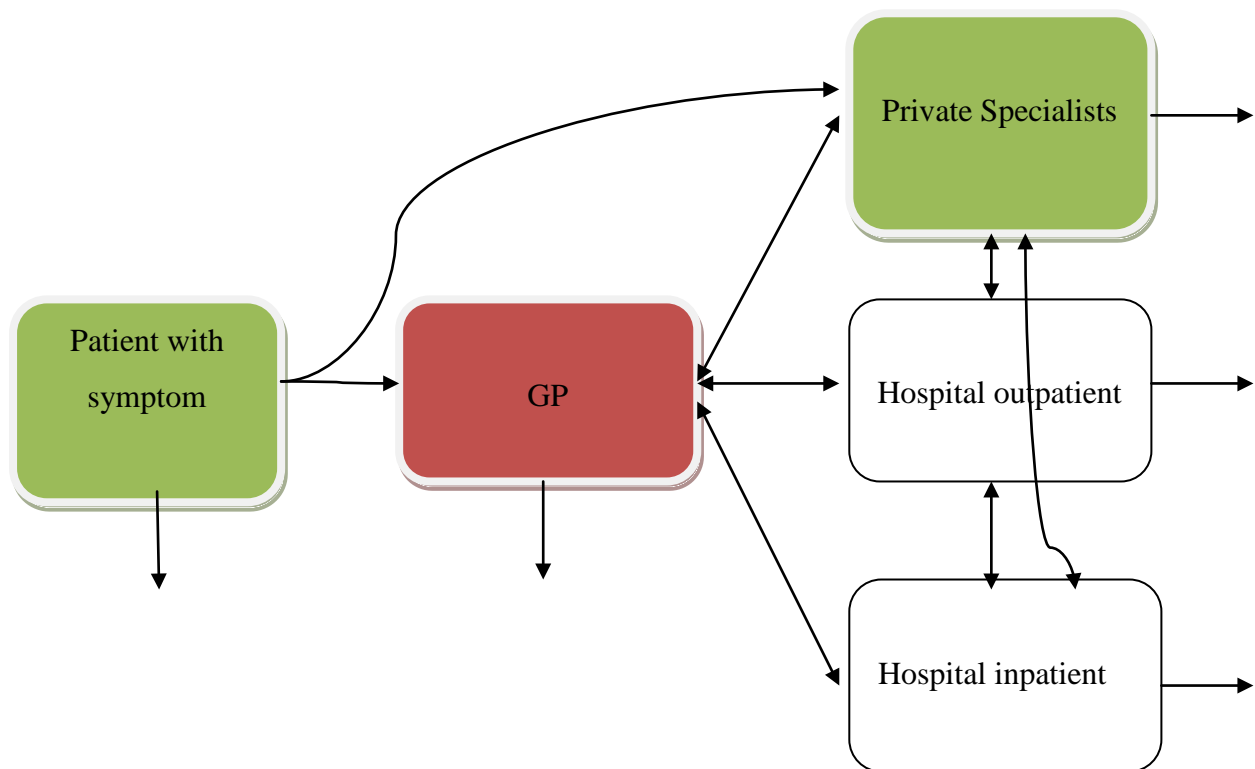 Private Specialists
Patient with
symptom
GP
Hospital outpatient
Hospital inpatient